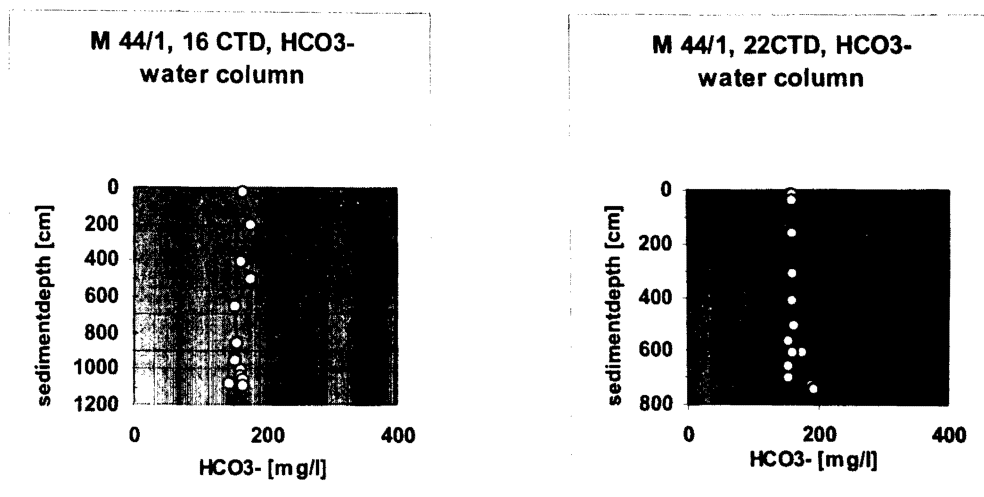 M 44/1, 16 CTD, HCO3-
water column
sedimentdepth [cm]
0
200
400
600
800
1000
1200
0
200
400
HCO3- [mg/l]
M 44/1, 22CTD, HCO3-
water column
sedimentdepth [cm]
0
200
400
600
800
0
200
400
HCO3- [mg/l]